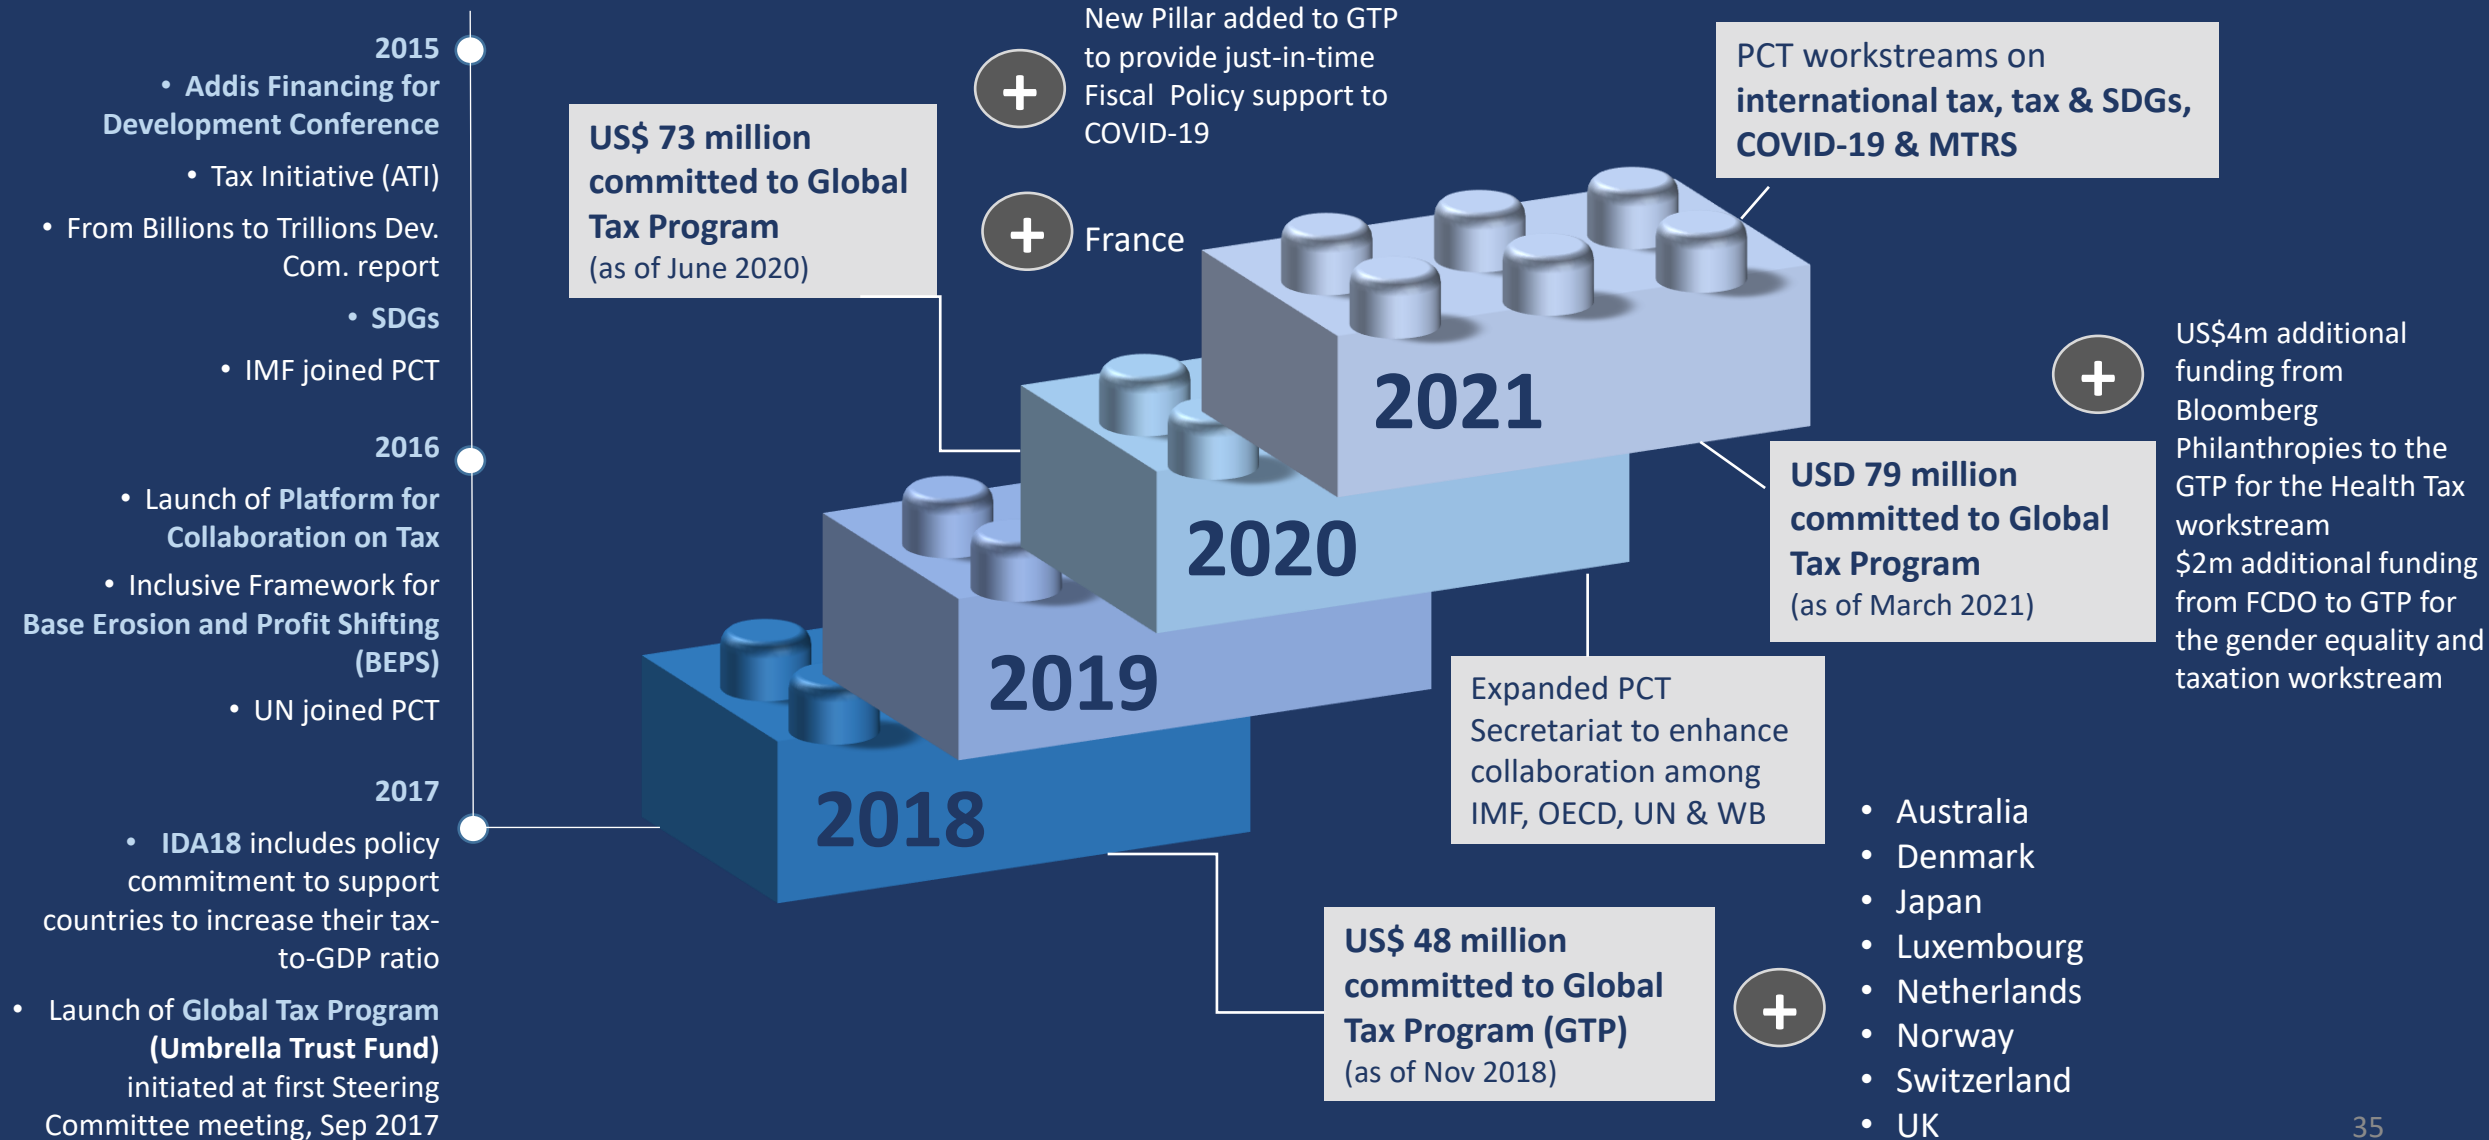 2015
• Addis Financing for
Development Conference
• Tax Initiative (ATI)
• From Billions to Trillions Dev.
Com. report
• SDGs
• IMF joined PCT
2016
• Launch of Platform for
Collaboration on Tax
• Inclusive Framework for
Base Erosion and Profit Shifting
(BEPS)
• UN joined PCT
2017
• IDA18 includes policy
commitment to support
countries to increase their tax-
to-GDP ratio
• Launch of Global Tax Program
(Umbrella Trust Fund)
initiated at first Steering
Committee meeting, Sep 2017
US$ 73 million
committed to Global
Tax Program
(as of June 2020)
+
New Pillar added to GTP
to provide just-in-time
Fiscal Policy support to
COVID-19
+
France
PCT workstreams on
international tax, tax & SDGs,
COVID-19 & MTRS
2021
2020
2019
2018
+
US$4m additional
funding from
Bloomberg
Philanthropies to the
GTP for the Health Tax
workstream
$2m additional funding
from FCDO to GTP for
the gender equality and
taxation workstream
USD 79 million
committed to Global
Tax Program
(as of March 2021)
Expanded PCT
Secretariat to enhance
collaboration among
IMF, OECD, UN & WB
US$ 48 million
committed to Global
Tax Program (GTP)
(as of Nov 2018)
+
• Australia
• Denmark
• Japan
• Luxembourg
• Netherlands
• Norway
• Switzerland
• UK
35